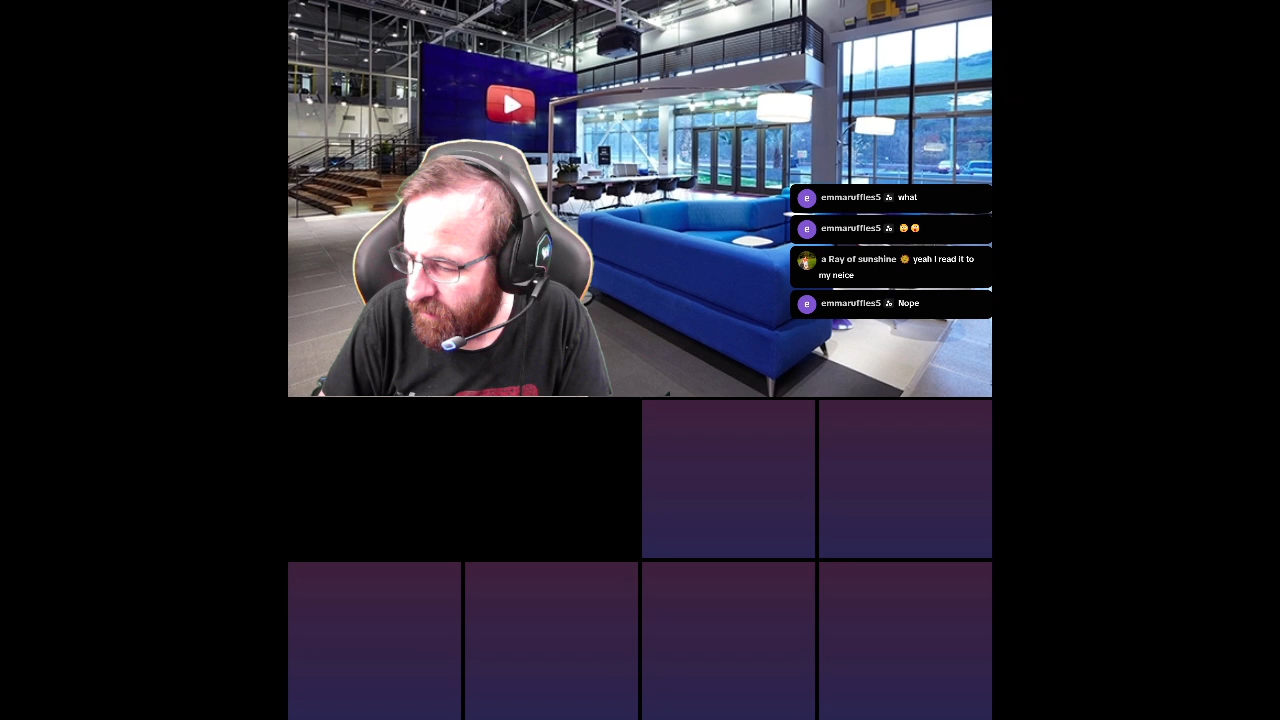 e emmaruffles5 what
e emmaruffles5 😳😱
a Ray of sunshine yeah I read it to
my neice
e emmaruffles5 Nope